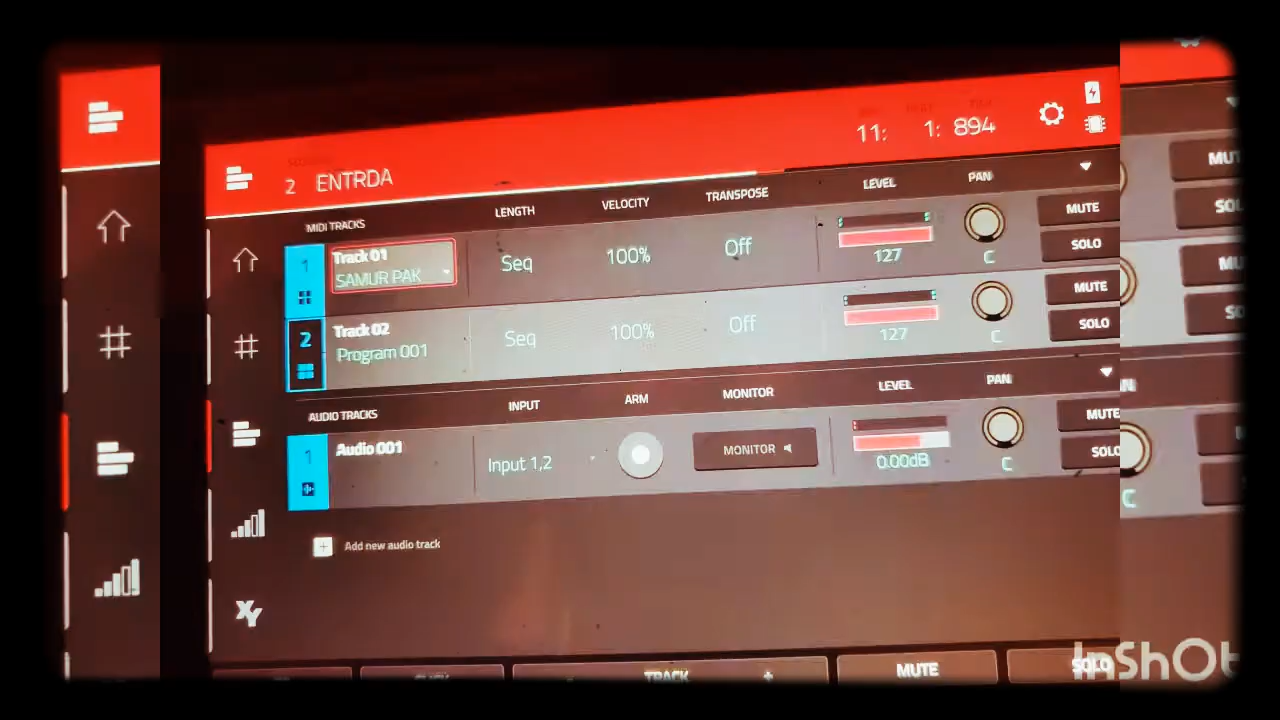 11: 1: 894
2 ENTRDA
MIDI TRACKS LENGTH VELOCITY TRANSPOSE LEVEL PAN
1 Track 01 Seq 100% Off 127 C MUTE
SAMUR PAK SOLO
2 Track 02 Seq 100% Off 127 C MUTE
Program 001 SOLO
AUDIO TRACKS INPUT ARM MONITOR LEVEL PAN
1 Audio 001 Input 1,2 MONITOR 0.00dB C MUTE
SOLO
+ Add new audio track
XY
- TRACK + MUTE SOLO
InShOt